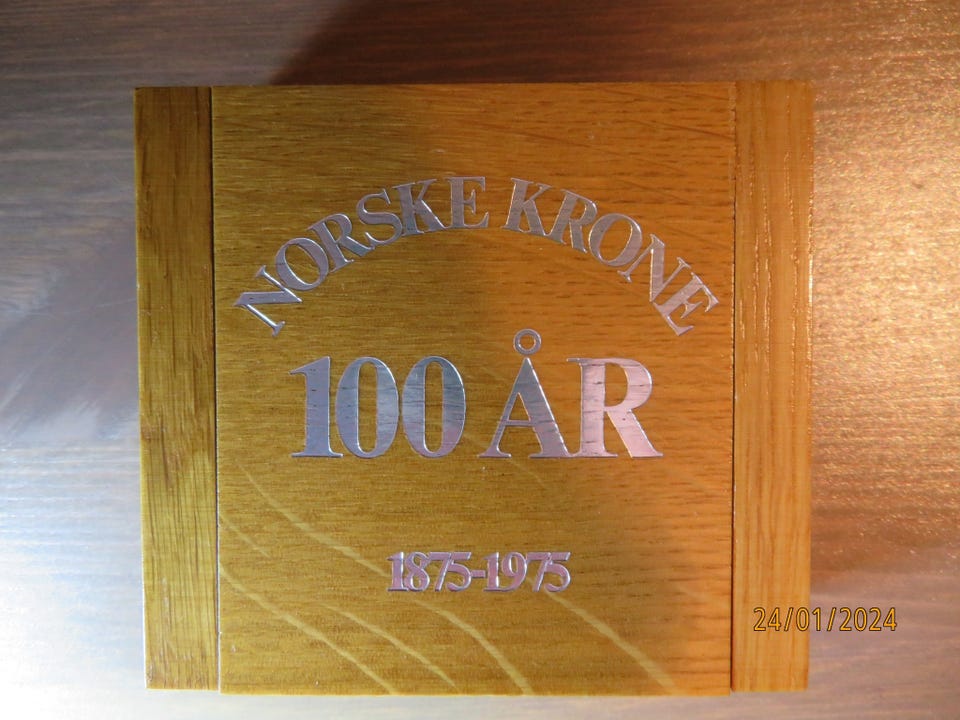 NORSKE KRONE
100 ÅR
1875-1975
24/01/2024